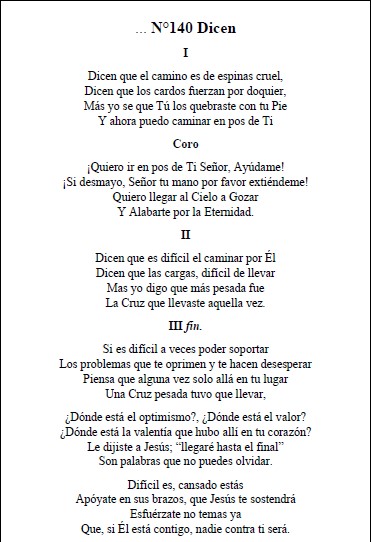 ... N°140 Dicen
I
Dicen que el camino es de espinas cruel,
Dicen que los cardos fuerzan por doquier,
Más yo se que Tú los quebraste con tu Pie
Y ahora puedo caminar en pos de Ti
Coro
¡Quiero ir en pos de Ti Señor, Ayúdame!
¡Si desmayo, Señor tu mano por favor extiéndeme!
Quiero llegar al Cielo a Gozar
Y Alabarte por la Eternidad.
II
Dicen que es difícil el caminar por Él
Dicen que las cargas, difícil de llevar
Mas yo digo que más pesada fue
La Cruz que llevaste aquella vez.
III fin.
Si es difícil a veces poder soportar
Los problemas que te oprimen y te hacen desesperar
Piensa que alguna vez solo allá en tu lugar
Una Cruz pesada tuvo que llevar,
¿Dónde está el optimismo?, ¿Dónde está el valor?
¿Dónde está la valentía que hubo allí en tu corazón?
Le dijiste a Jesús; “llegaré hasta el final”
Son palabras que no puedes olvidar.
Difícil es, cansado estás
Apóyate en sus brazos, que Jesús te sostendrá
Esfuérzate no temas ya
Que, si Él está contigo, nadie contra ti será.